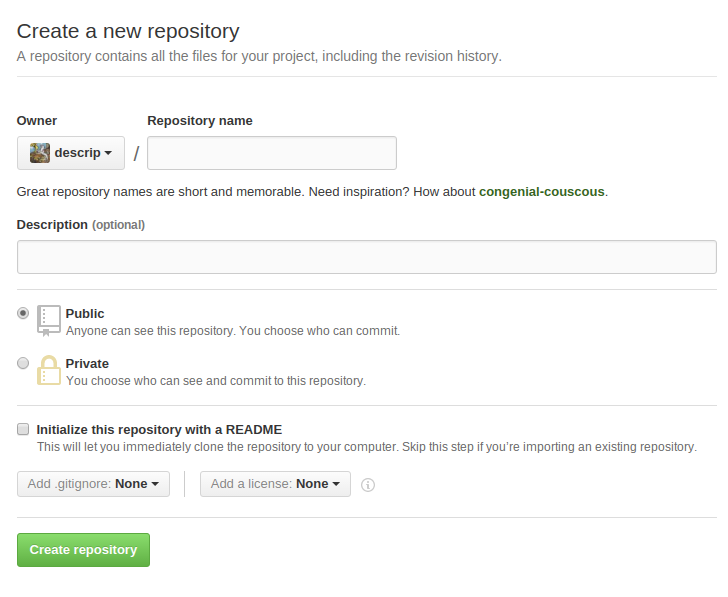 Create a new repository
A repository contains all the files for your project, including the revision history.
Owner
Repository name
descrip
/
Great repository names are short and memorable. Need inspiration? How about congenial-couscous.
Description (optional)
Public
Anyone can see this repository. You choose who can commit.
Private
You choose who can see and commit to this repository.
Initialize this repository with a README
This will let you immediately clone the repository to your computer. Skip this step if you’re importing an existing repository.
Add .gitignore: None
Add a license: None
Create repository